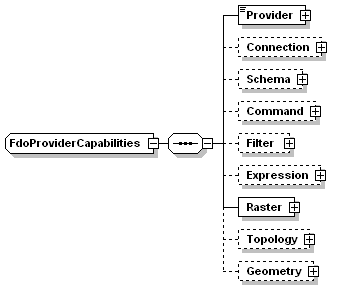 Provider
Connection
Schema
Command
FdoProviderCapabilities
Filter
Expression
Raster
Topology
Geometry